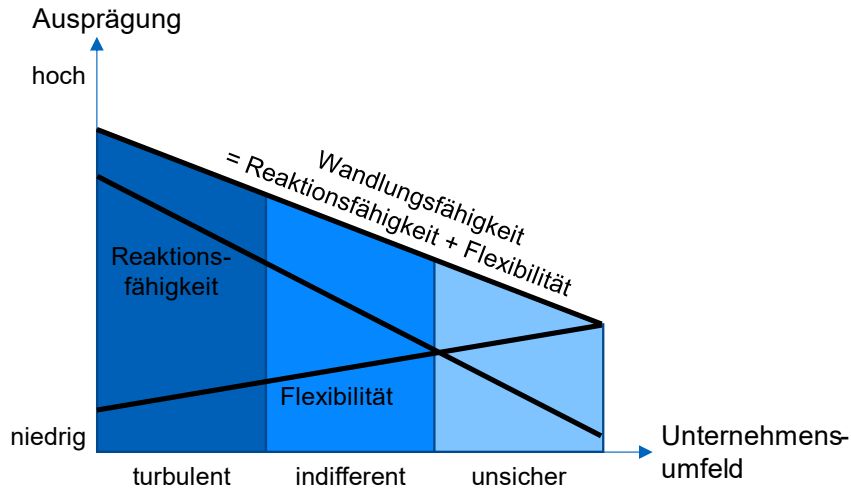 Ausprägung
hoch
Wandlungsfähigkeit
= Reaktionsfähigkeit + Flexibilität
Reaktions-
fähigkeit
Flexibilität
niedrig
Unternehmens-
umfeld
turbulent
indifferent
unsicher